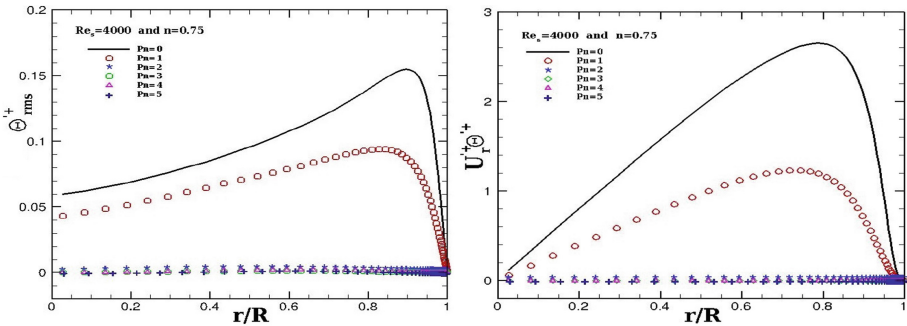 0.2
0.15
0.1
0.05
0
Θ'+ rms
Re_s=4000 and n=0.75
Pn=0
Pn=1
Pn=2
Pn=3
Pn=4
Pn=5
0 0.2 0.4 0.6 0.8 1
r/R
3
2
1
0
U'+ r Θ'+
Re_s=4000 and n=0.75
Pn=0
Pn=1
Pn=2
Pn=3
Pn=4
Pn=5
0 0.2 0.4 0.6 0.8 1
r/R